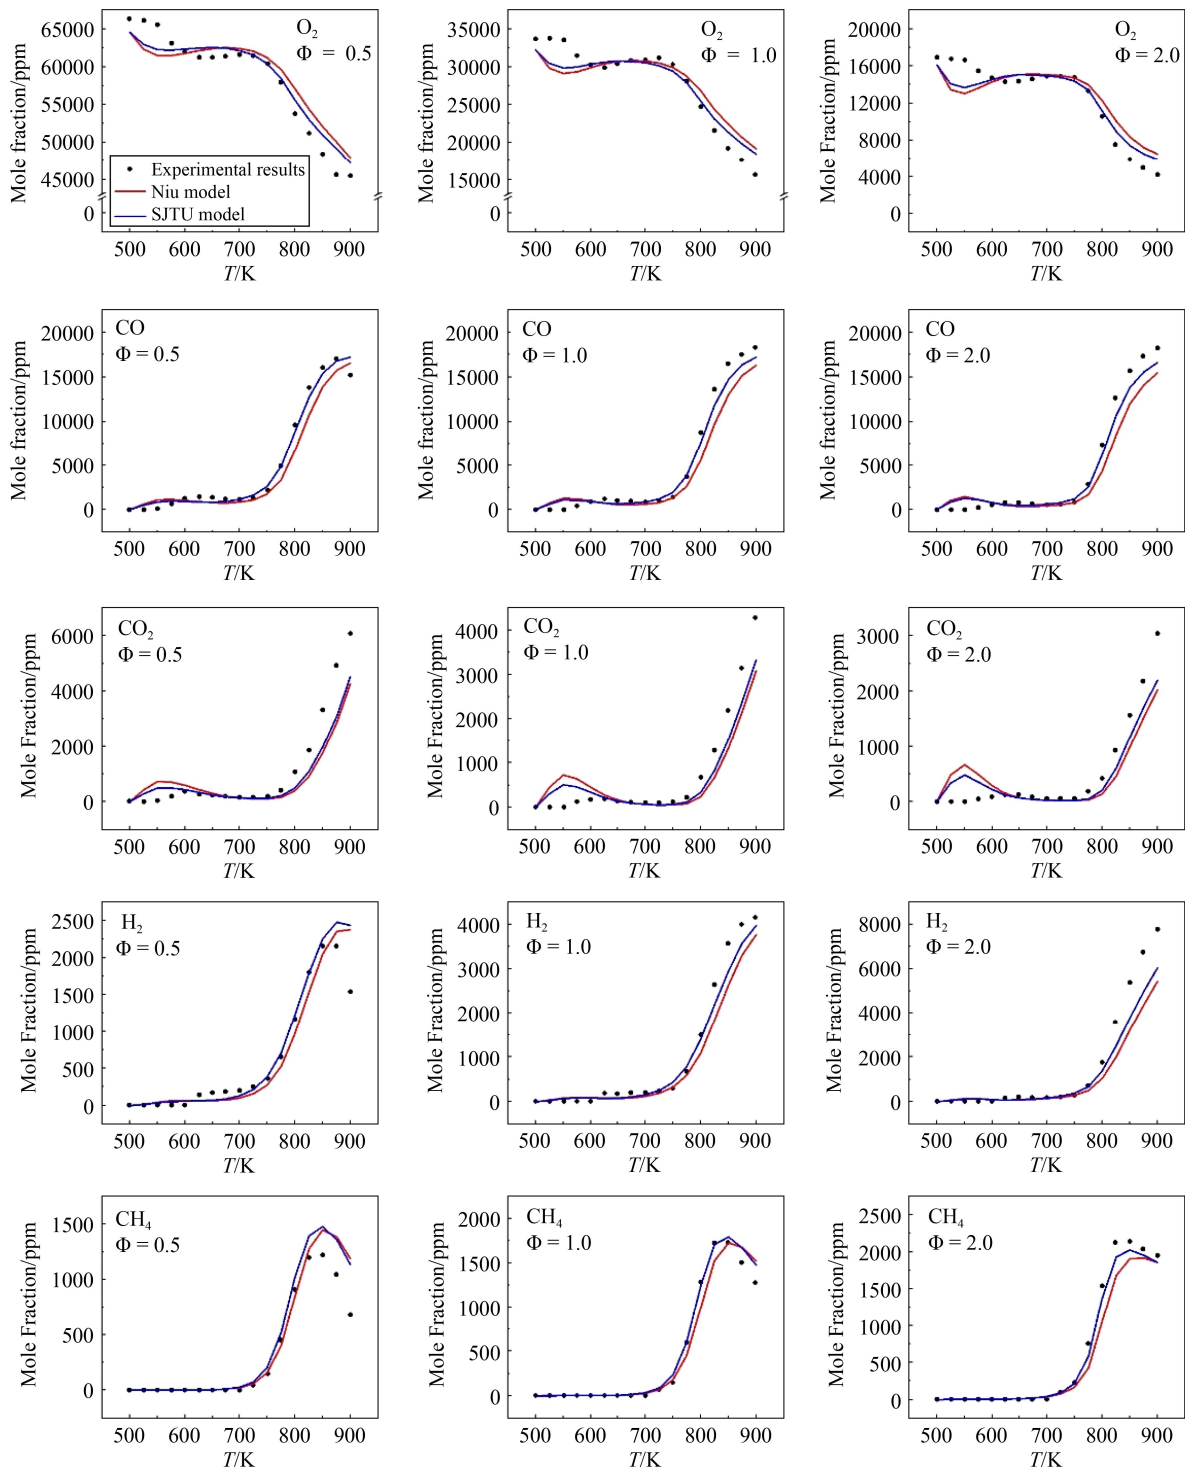 O2
Φ = 0.5
65000
60000
55000
50000
45000
0
Mole fraction/ppm
Experimental results
Niu model
SJTU model
500 600 700 800 900
T/K
O2
Φ = 1.0
35000
30000
25000
20000
15000
0
Mole fraction/ppm
500 600 700 800 900
T/K
O2
Φ = 2.0
20000
16000
12000
8000
4000
0
Mole fraction/ppm
500 600 700 800 900
T/K
CO
Φ = 0.5
20000
15000
10000
5000
0
Mole fraction/ppm
500 600 700 800 900
T/K
CO
Φ = 1.0
20000
15000
10000
5000
0
Mole fraction/ppm
500 600 700 800 900
T/K
CO
Φ = 2.0
20000
15000
10000
5000
0
Mole fraction/ppm
500 600 700 800 900
T/K
CO2
Φ = 0.5
6000
4000
2000
0
Mole Fraction/ppm
500 600 700 800 900
T/K
CO2
Φ = 1.0
4000
3000
2000
1000
0
Mole Fraction/ppm
500 600 700 800 900
T/K
CO2
Φ = 2.0
3000
2000
1000
0
Mole Fraction/ppm
500 600 700 800 900
T/K
H2
Φ = 0.5
2500
2000
1500
1000
500
0
Mole Fraction/ppm
500 600 700 800 900
T/K
H2
Φ = 1.0
4000
3000
2000
1000
0
Mole Fraction/ppm
500 600 700 800 900
T/K
H2
Φ = 2.0
8000
6000
4000
2000
0
Mole Fraction/ppm
500 600 700 800 900
T/K
CH4
Φ = 0.5
1500
1000
500
0
Mole Fraction/ppm
500 600 700 800 900
T/K
CH4
Φ = 1.0
2000
1500
1000
500
0
Mole Fraction/ppm
500 600 700 800 900
T/K
CH4
Φ = 2.0
2500
2000
1500
1000
500
0
Mole Fraction/ppm
500 600 700 800 900
T/K